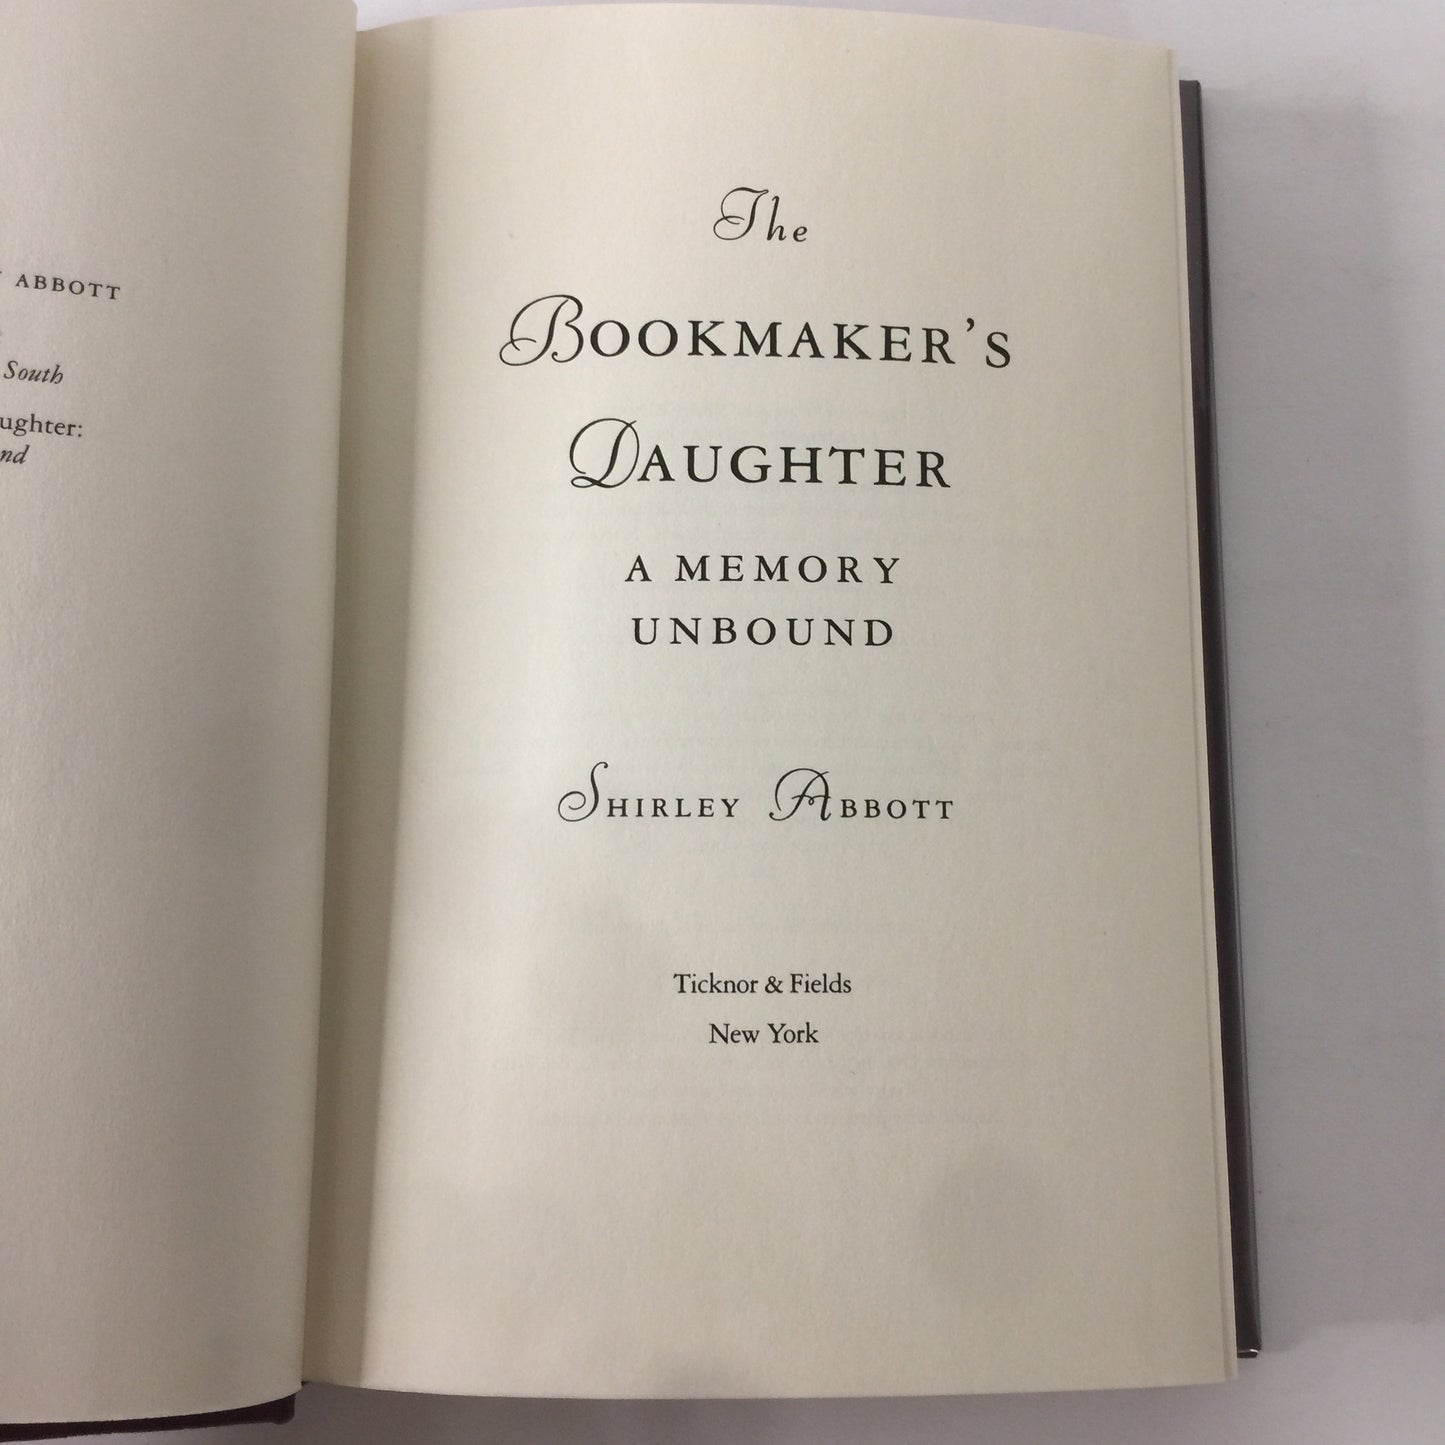 ABBOTT
South
ughter:
nd
The
BOOKMAKER'S
DAUGHTER
A MEMORY
UNBOUND
SHIRLEY ABBOTT
Ticknor & Fields
New York